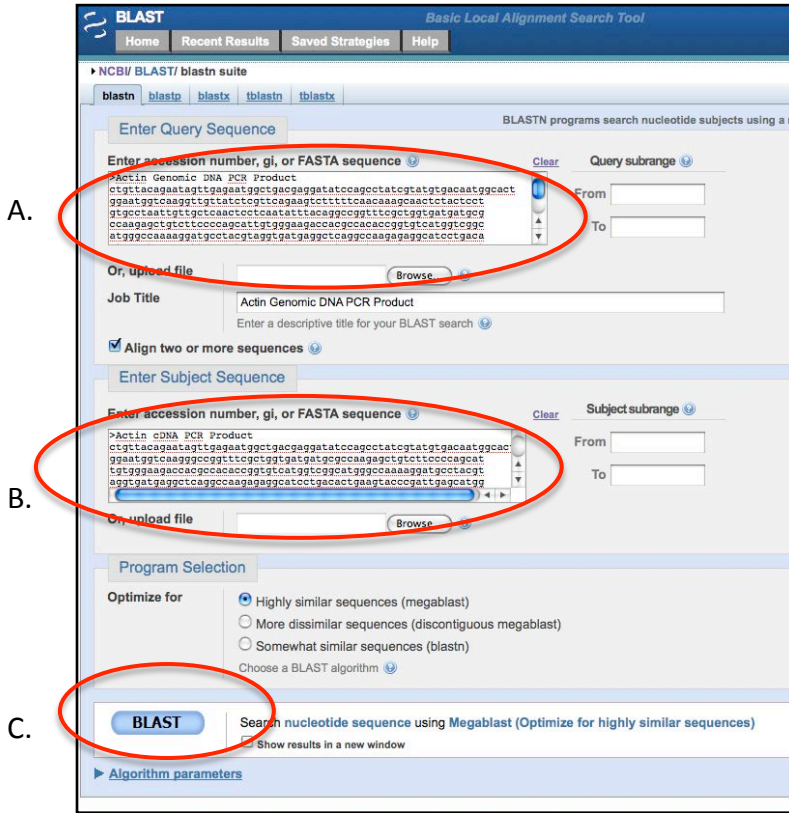 BLAST
Basic Local Alignment Search Tool
Home Recent Results Saved Strategies Help
NCBI/ BLAST/ blastn suite
blastn blastp blastx tblastn tblastx
BLASTN programs search nucleotide subjects using a
Enter Query Sequence
Enter accession number, gi, or FASTA sequence Clear Query subrange
A.
>Actin Genomic DNA PCR Product
ctgttacagaatagttgagaatggctgacgaggatatccagcctatcgtatgtgacaatggcact
ggaatggtcaaggttgttatctcgttcagaagtctttttcaacaaagcaactctactcct
gtgcctaattgttgctcaactcctcaatatttacaggccggtttcgctggtgatgatgcg
ccaagagctgtcttccccagcattgtgggaagaccacgccacaccggtgtcatggtcggc
atgggccaaaaggatgcctacgtaggtgatgaggctcaggccaagagaggcatcctgaca
From
To
Or, upload file Browse...
Job Title Actin Genomic DNA PCR Product
Enter a descriptive title for your BLAST search
Align two or more sequences
Enter Subject Sequence
Enter accession number, gi, or FASTA sequence Clear Subject subrange
B.
>Actin cDNA PCR Product
ctgttacagaatagttgagaatggctgacgaggatatccagcctatcgtatgtgacaatggcact
ggaatggtcaagggccggtttcgctggtgatgatgcgccaagagctgtcttccccagcat
tgtgggaagaccacgccacaccggtgtcatggtcggcatgggccaaaaggatgcctacgt
aggtgatgaggctcaggccaagagaggcatcctgacactgaagtacccgattgagcatgg
From
To
Or, upload file Browse...
Program Selection
Optimize for
Highly similar sequences (megablast)
More dissimilar sequences (discontiguous megablast)
Somewhat similar sequences (blastn)
Choose a BLAST algorithm
C.
BLAST
Search nucleotide sequence using Megablast (Optimize for highly similar sequences)
Show results in a new window
Algorithm parameters